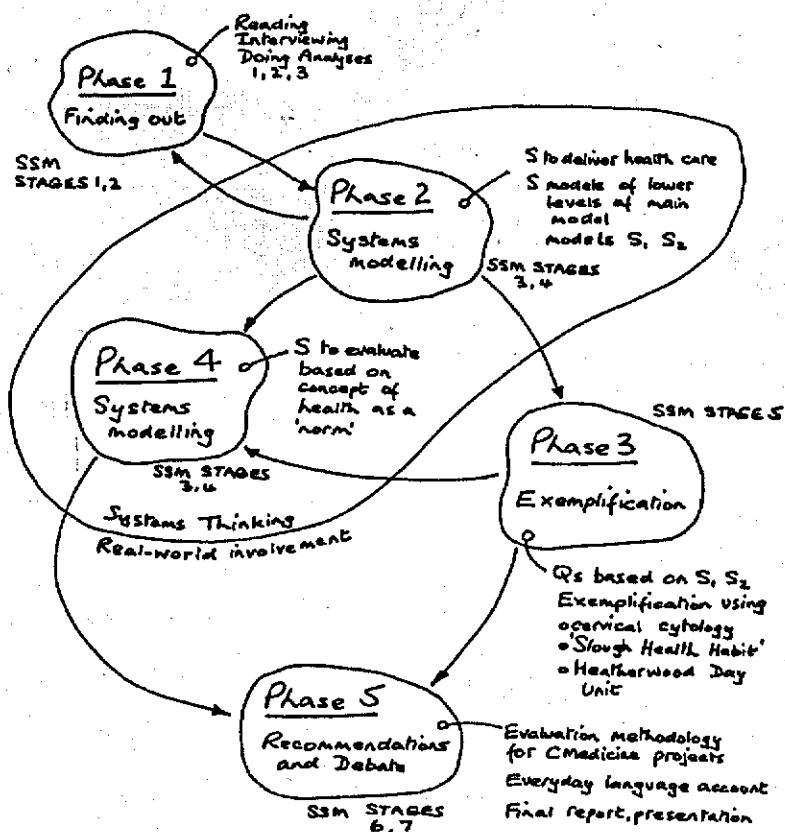 Reading
Interviewing
Doing Analyses
1, 2, 3
Phase 1
Finding out
SSM
STAGES 1,2
Phase 2
Systems
modelling
SSM STAGES
3,4
S to deliver health care
S models of lower
levels of main
model
models S₁ S₂
Phase 4
Systems
modelling
SSM STAGES
3,4
S to evaluate
based on
concept of
health as a
'norm'
SSM STAGE 5
Phase 3
Exemplification
Systems Thinking
Real-world involvement
Qs based on S₁ S₂
Exemplification using
cervical cytology
'Slough Health Habit'
Heatherwood Day
Unit
Phase 5
Recommendations
and Debate
SSM STAGES
6,7
Evaluation methodology
for CMedicine projects
Everyday language account
Final report, presentation